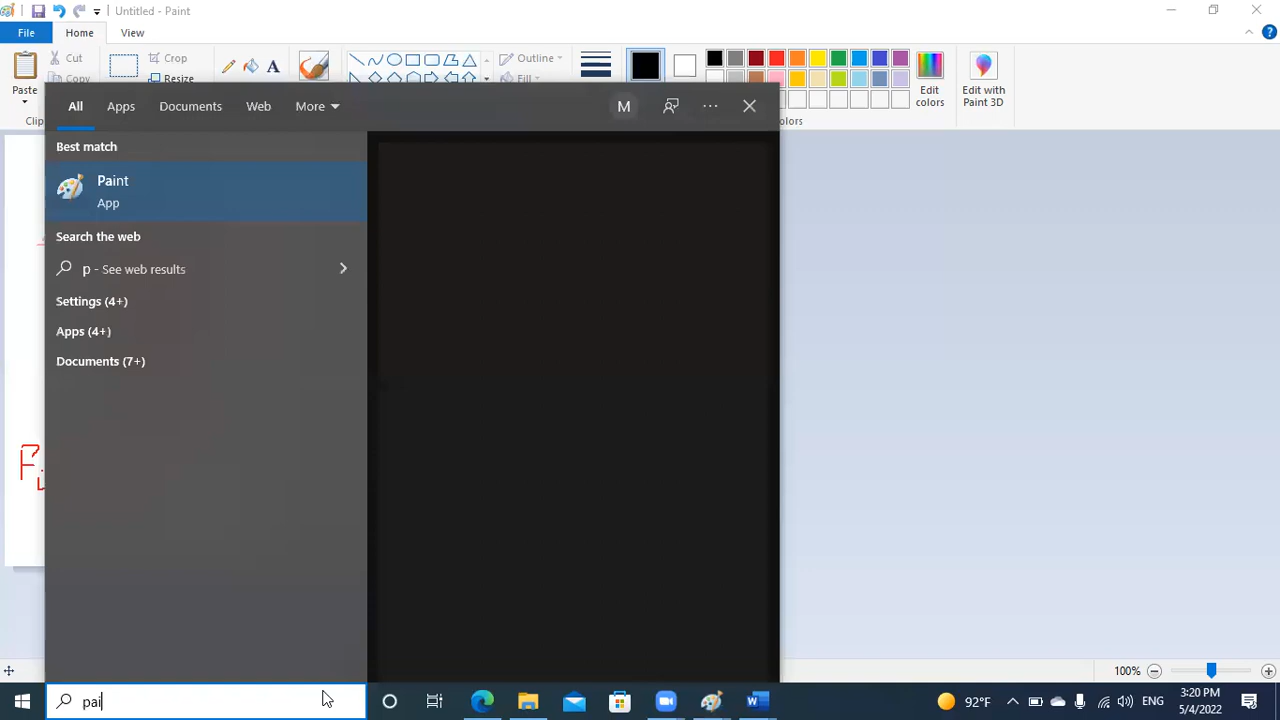 Untitled - Paint
File
Home
View
Paste
Cut
Copy
Crop
Resize
Outline
Fill
Edit colors
Edit with Paint 3D
Clip
olors
All
Apps
Documents
Web
More
M
Best match
Paint
App
Search the web
p - See web results
Settings (4+)
Apps (4+)
Documents (7+)
100%
pai
92°F
ENG
3:20 PM
5/4/2022